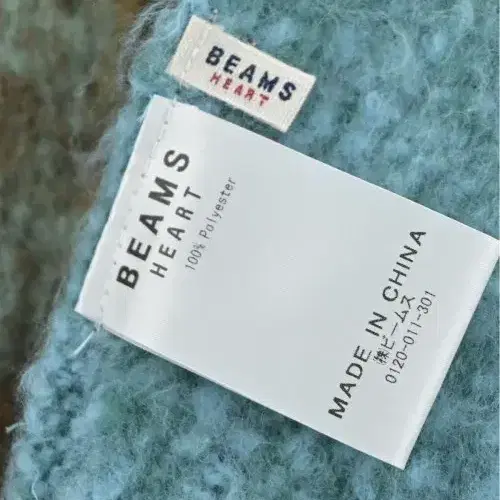 BEAMS
HEART
BEAMS
HEART
100% Polyester
MADE IN CHINA
㈱ビームス
0120-011-301